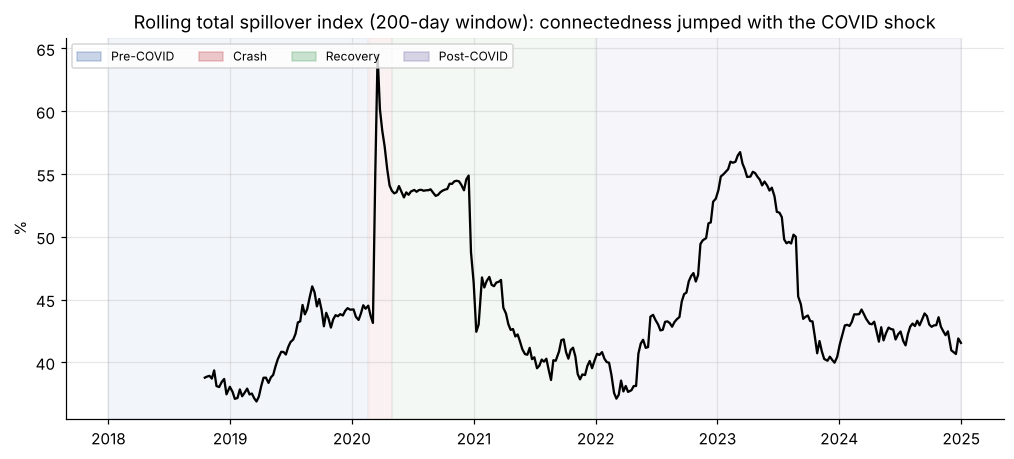 Rolling total spillover index (200-day window): connectedness jumped with the COVID shock
Pre-COVID Crash Recovery Post-COVID
65
60
55
50
45
40
%
2018 2019 2020 2021 2022 2023 2024 2025